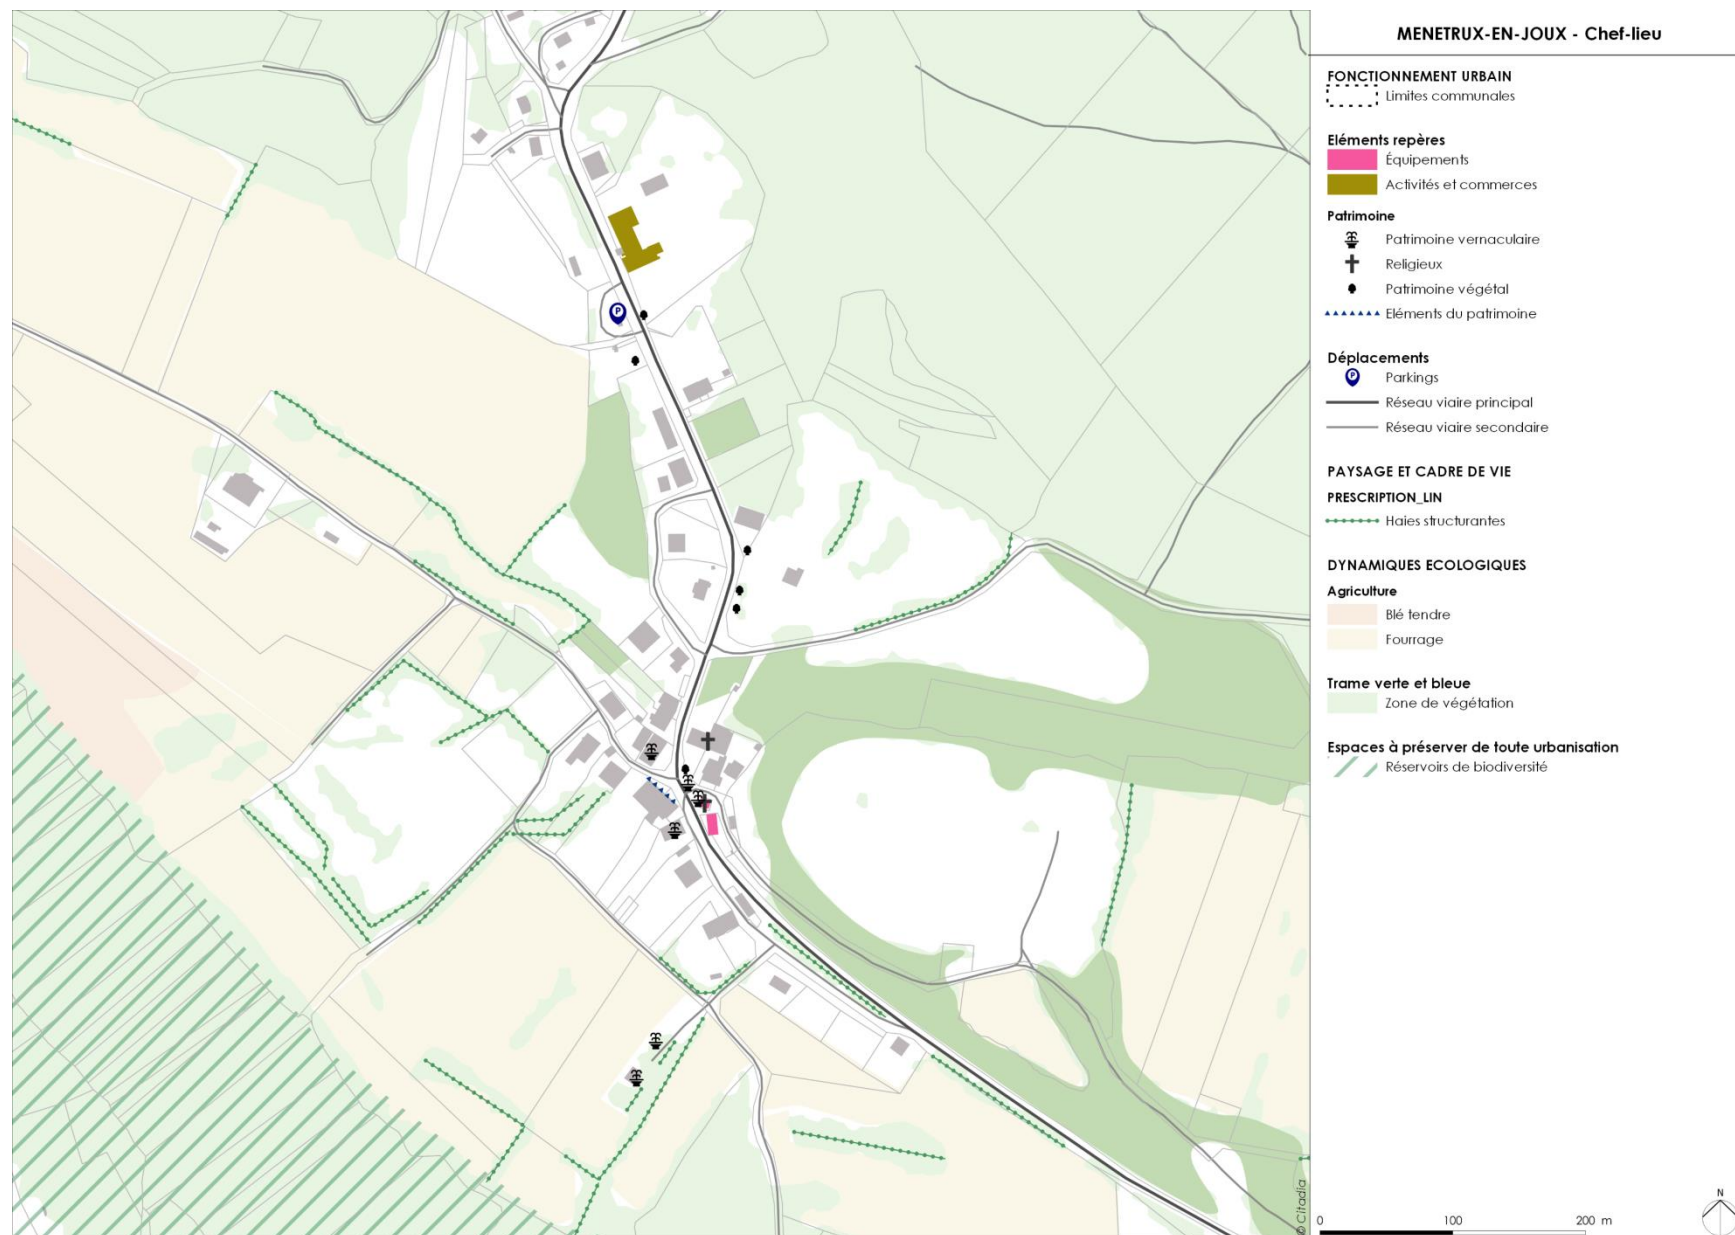 MENETRUX-EN-JOUX - Chef-lieu
FONCTIONNEMENT URBAIN
Limites communales
Eléments repères
Équipements
Activités et commerces
Patrimoine
Patrimoine vernaculaire
Religieux
Patrimoine végétal
Eléments du patrimoine
Déplacements
P Parkings
Réseau viaire principal
Réseau viaire secondaire
PAYSAGE ET CADRE DE VIE
PRESCRIPTION_LIN
Haies structurantes
DYNAMIQUES ECOLOGIQUES
Agriculture
Blé tendre
Fourrage
Trame verte et bleue
Zone de végétation
Espaces à préserver de toute urbanisation
Réservoirs de biodiversité
P
© Citadia
0 100 200 m
N